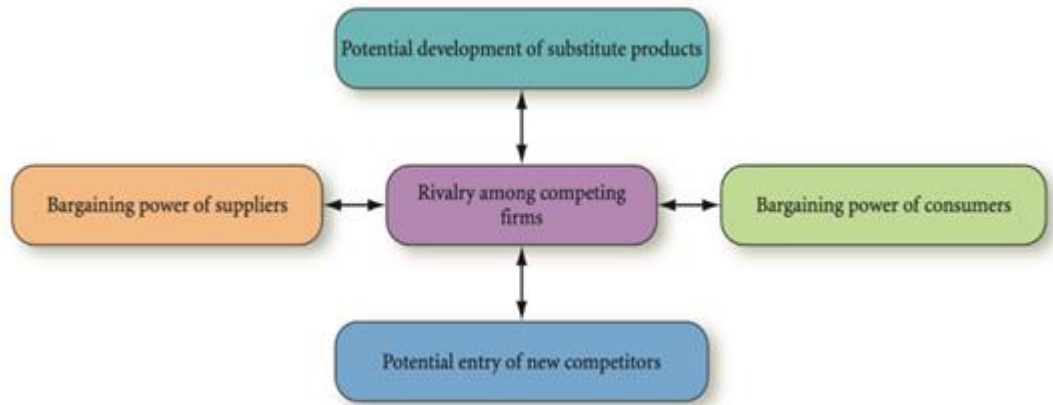 Potential development of substitute products
Bargaining power of suppliers
Rivalry among competing
firms
Bargaining power of consumers
Potential entry of new competitors